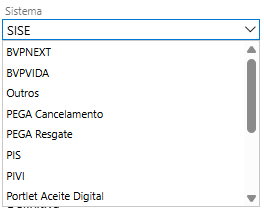 Sistema
SISE
BVPNEXT
BVPVIDA
Outros
PEGA Cancelamento
PEGA Resgate
PIS
PIVI
Portlet Aceite Digital